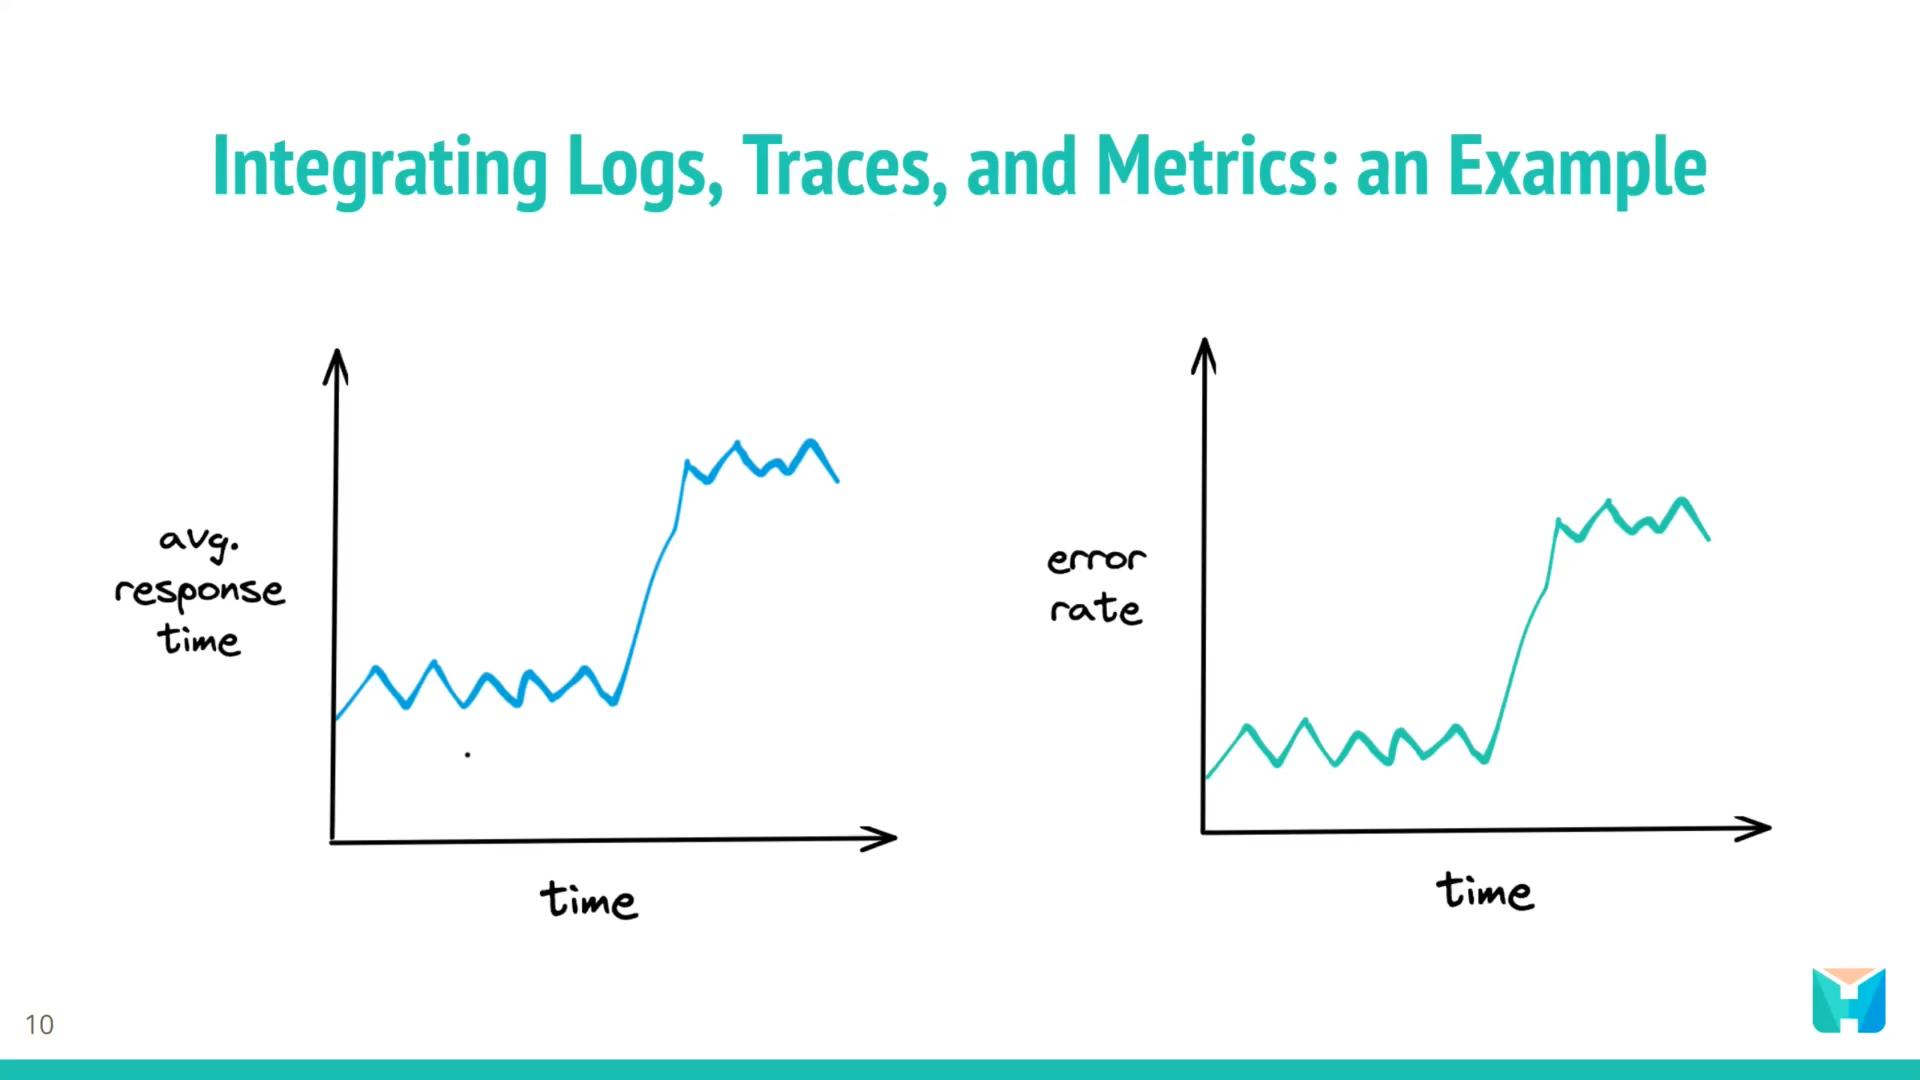 Integrating Logs, Traces, and Metrics: an Example
avg.
response
time
time
error
rate
time
10